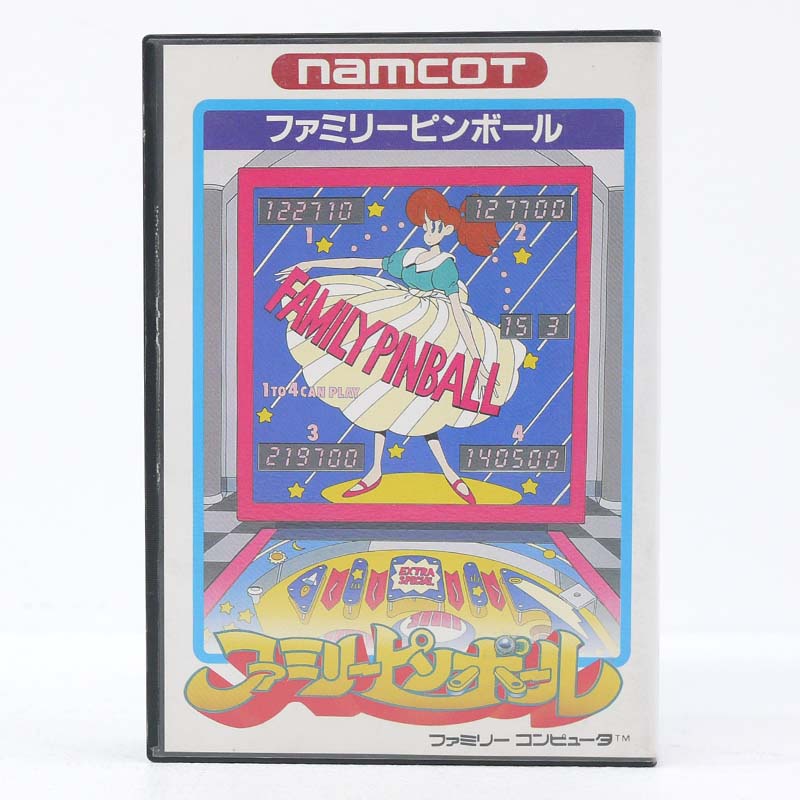 namcot
ファミリーピンボール
122710
127700
1
2
FAMILY PINBALL
15 3
1 TO 4 CAN PLAY
3
4
219700
140500
EXTRA
SPECIAL
ファミリーピンボール
ファミリー コンピュータ™